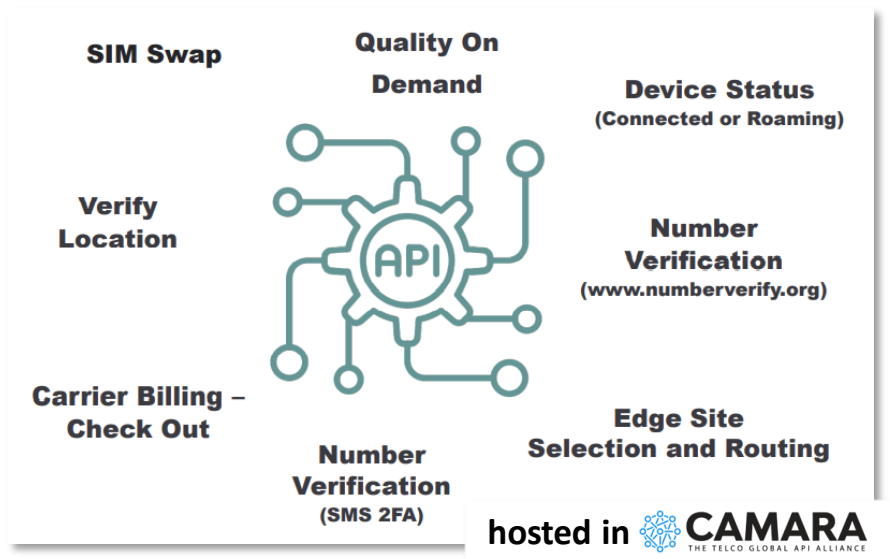 SIM Swap
Quality On
Demand
Device Status
(Connected or Roaming)
Verify
Location
API
Number
Verification
(www.numberverify.org)
Carrier Billing –
Check Out
Number
Verification
(SMS 2FA)
Edge Site
Selection and Routing
hosted in CAMARA
THE TELCO GLOBAL API ALLIANCE